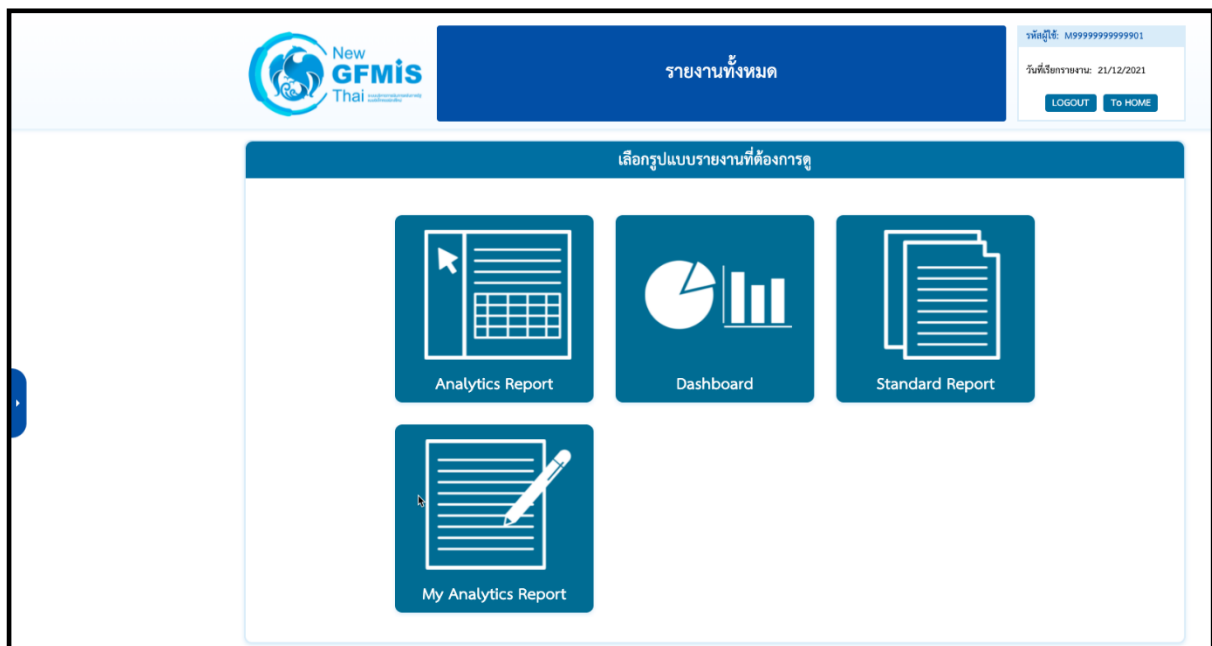 New
GFMIS
Thai
รายงานทั้งหมด
รหัสผู้ใช้: M99999999999901
วันที่เรียกรายงาน: 21/12/2021
LOGOUT To HOME
เลือกรูปแบบรายงานที่ต้องการดู
Analytics Report
Dashboard
Standard Report
My Analytics Report